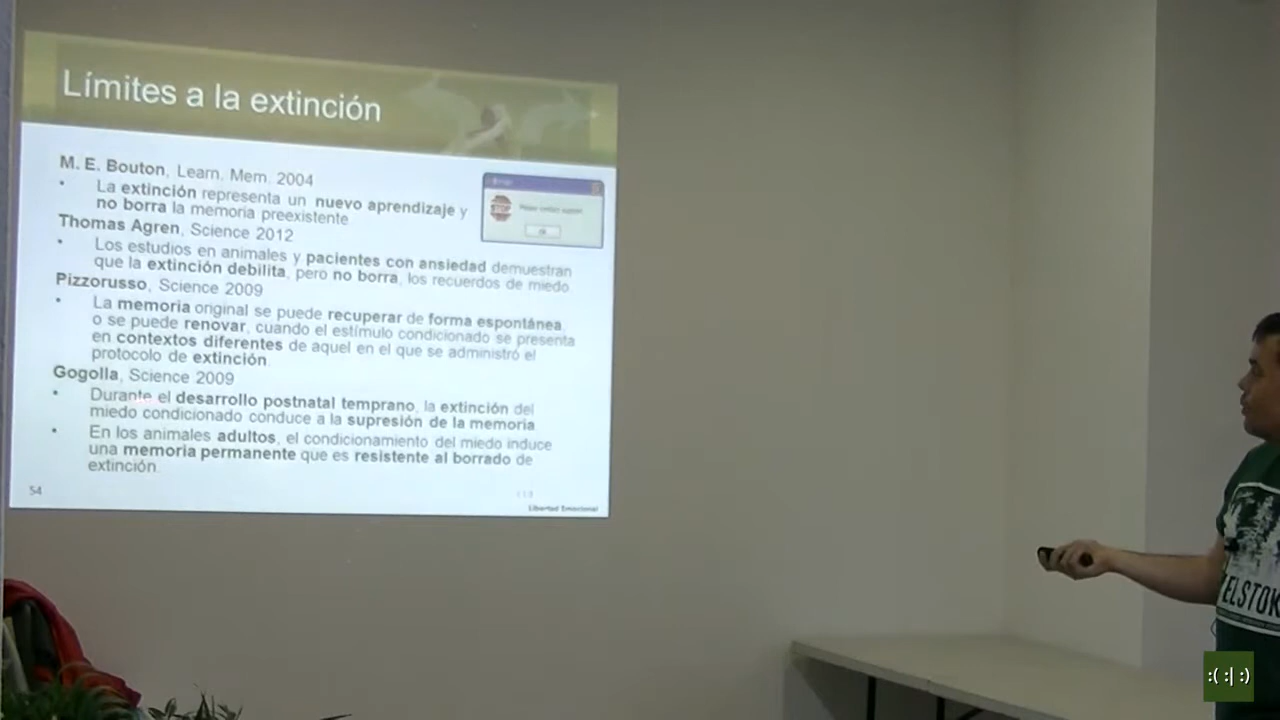 Límites a la extinción
M. E. Bouton, Learn. Mem. 2004
• La extinción representa un nuevo aprendizaje y
no borra la memoria preexistente
Thomas Agren, Science 2012
• Los estudios en animales y pacientes con ansiedad demuestran
que la extinción debilita, pero no borra, los recuerdos de miedo
Pizzorusso, Science 2009
• La memoria original se puede recuperar de forma espontánea,
o se puede renovar, cuando el estímulo condicionado se presenta
en contextos diferentes de aquel en el que se administró el
protocolo de extinción.
Gogolla, Science 2009
• Durante el desarrollo postnatal temprano, la extinción del
miedo condicionado conduce a la supresión de la memoria
• En los animales adultos, el condicionamiento del miedo induce
una memoria permanente que es resistente al borrado de
extinción.
54
Libertad Emocional
STOP
ELSTOK
:( :| :)